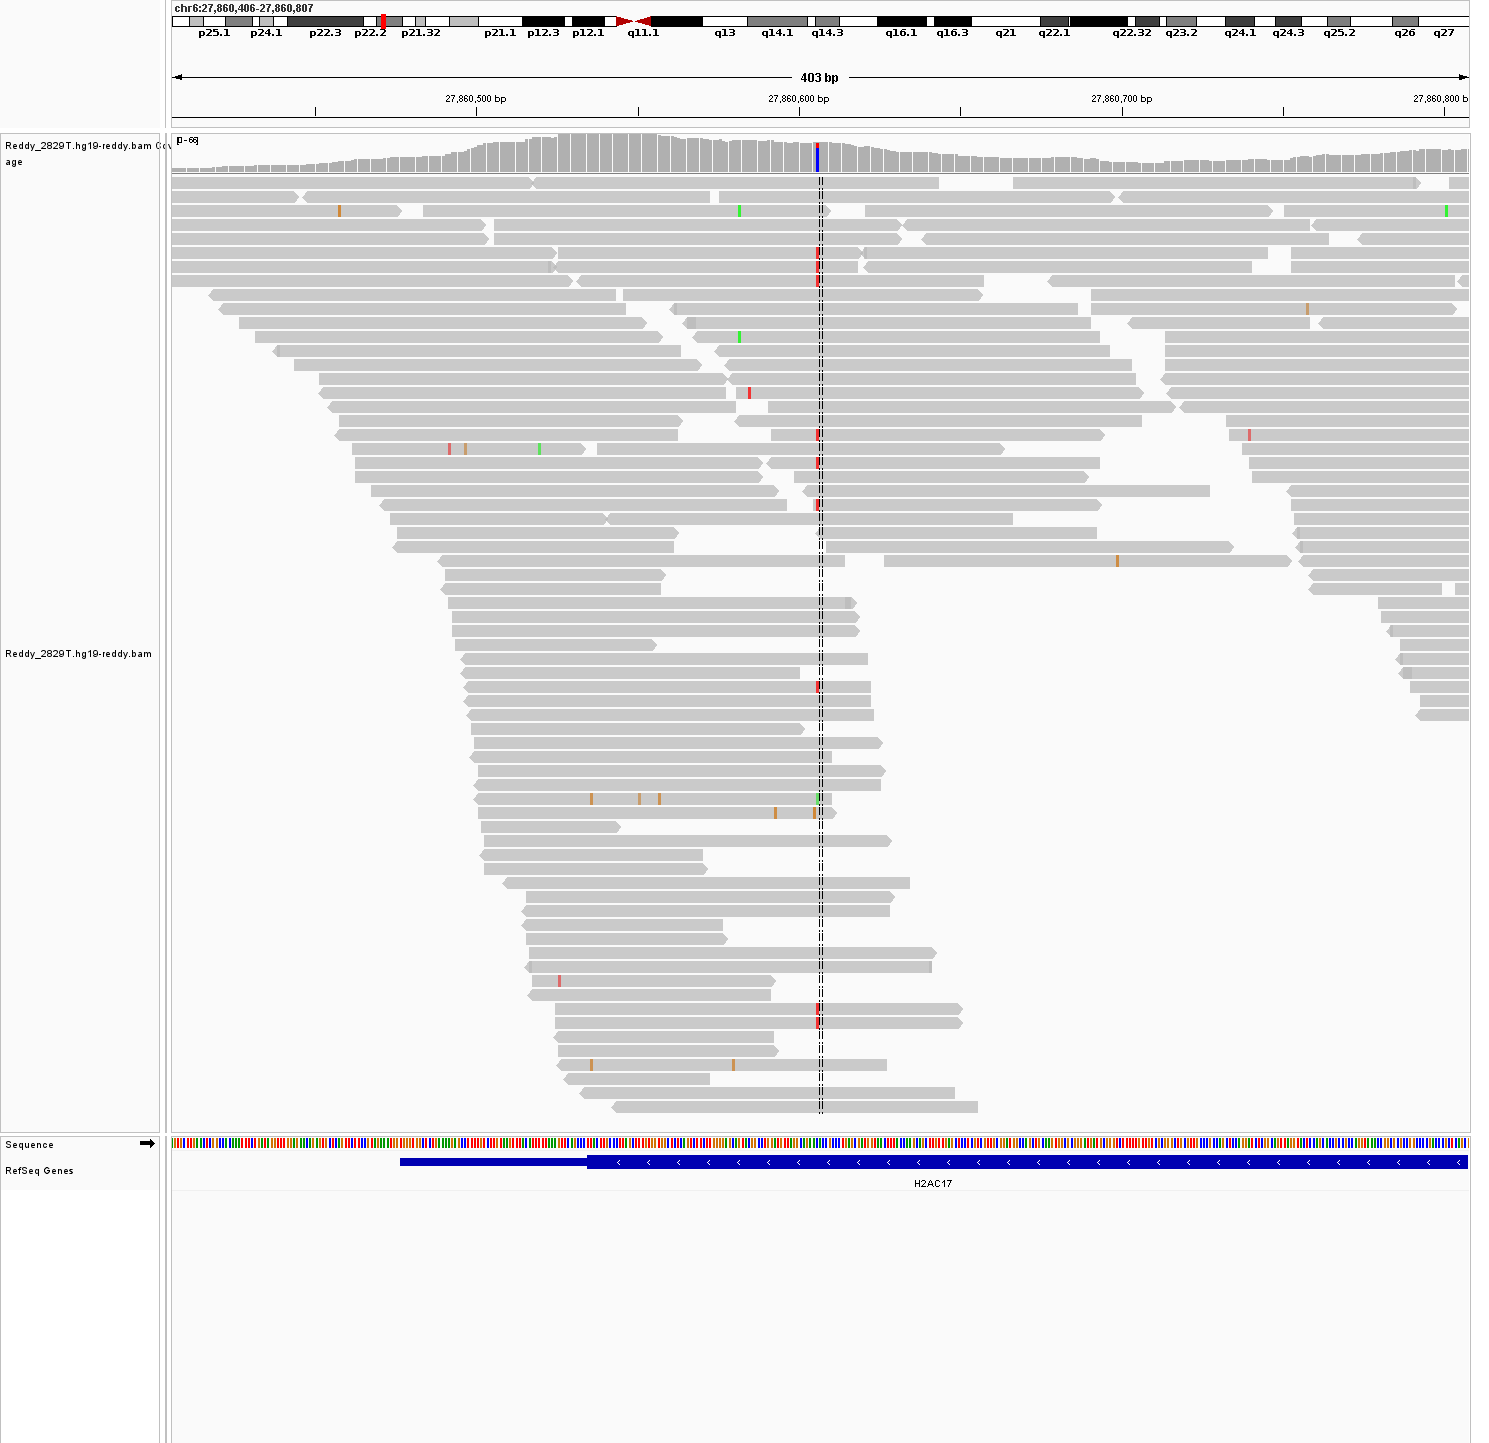 chr6:27,860,406-27,860,807
p25.1 p24.1 p22.3 p22.2 p21.32 p21.1 p12.3 p12.1 q11.1 q13 q14.1 q14.3 q16.1 q16.3 q21 q22.1 q22.32 q23.2 q24.1 q24.3 q25.2 q26 q27
403 bp
27,860,500 bp 27,860,600 bp 27,860,700 bp 27,860,800 b
[0-66]
Reddy_2829T.hg19-reddy.bam Cov
age
Reddy_2829T.hg19-reddy.bam
Sequence
RefSeq Genes
H2AC17